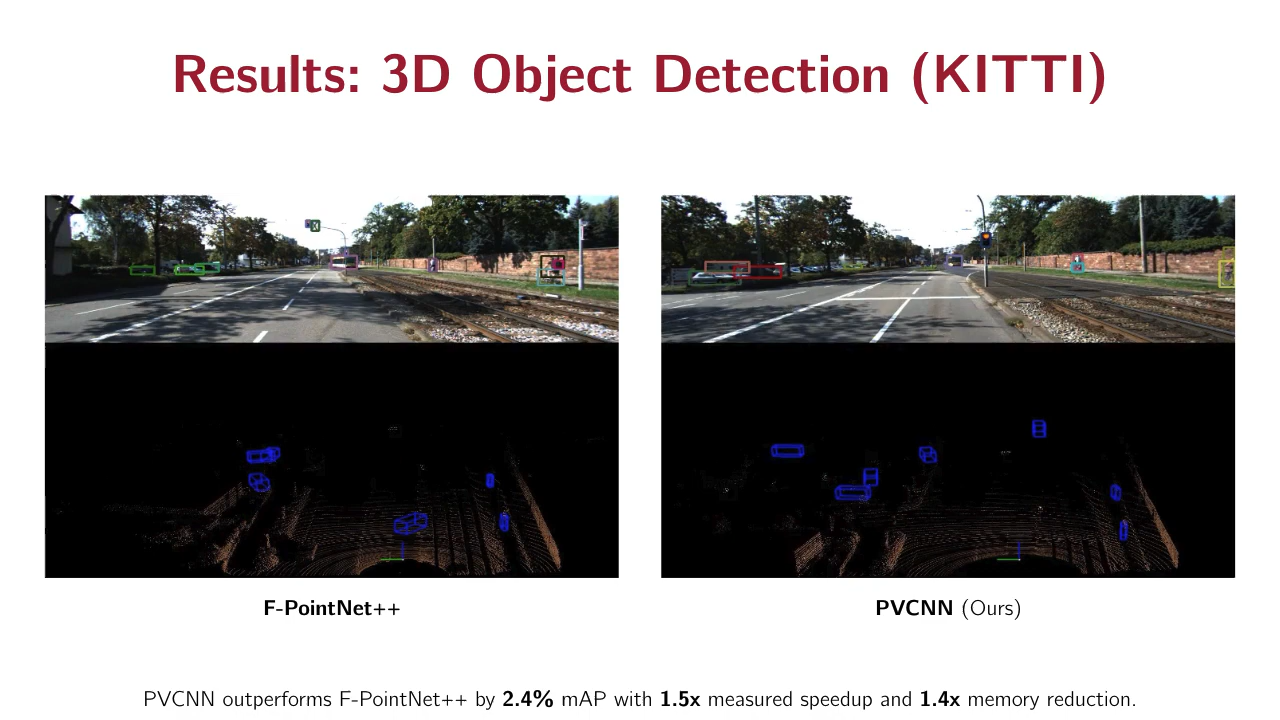 Results: 3D Object Detection (KITTI)
F-PointNet++
PVCNN (Ours)
PVCNN outperforms F-PointNet++ by 2.4% mAP with 1.5x measured speedup and 1.4x memory reduction.